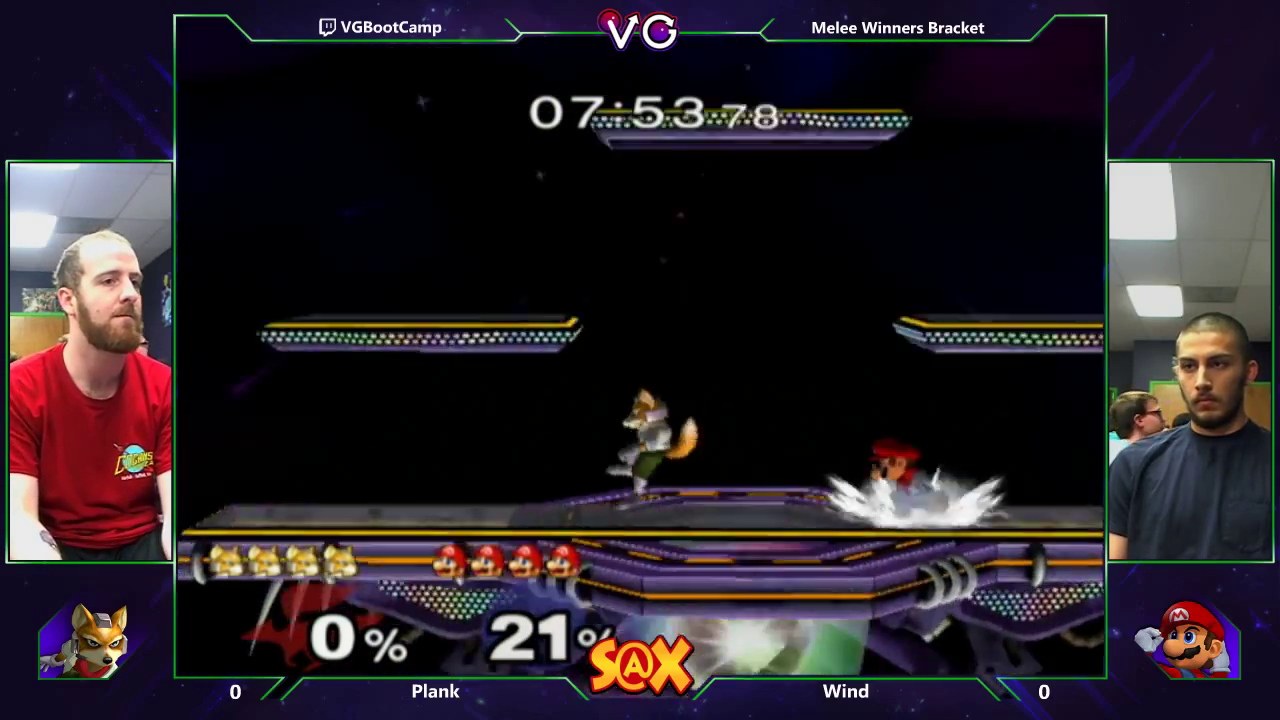 VGBootCamp
VG
Melee Winners Bracket
07:53 78
0%
21%
S@X
0
Plank
Wind
0